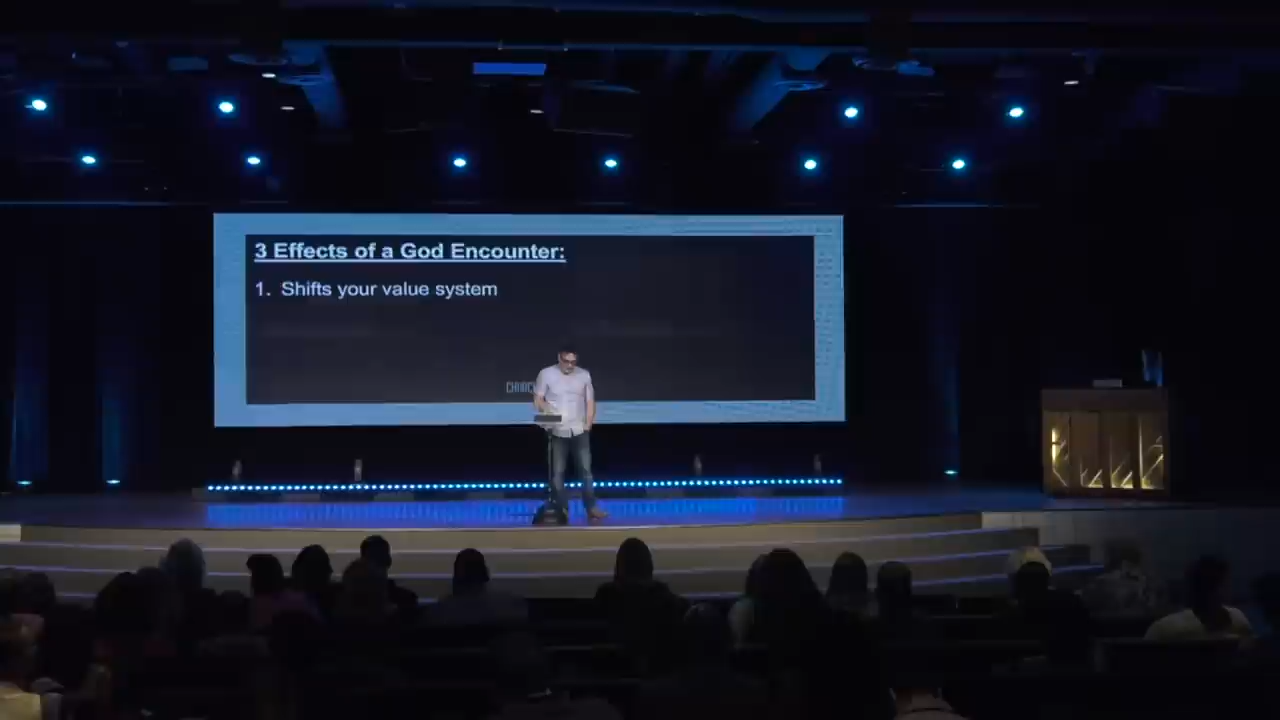 3 Effects of a God Encounter:
1. Shifts your value system